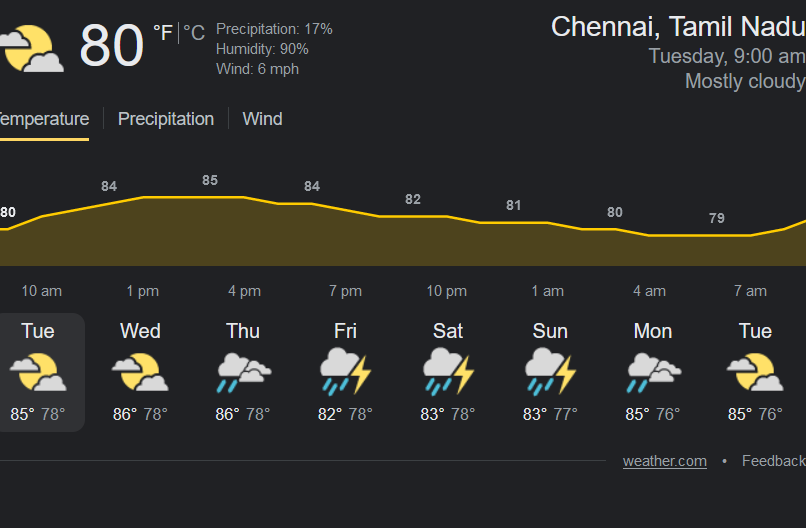 80 °F °C
Precipitation: 17%
Humidity: 90%
Wind: 6 mph
Chennai, Tamil Nadu
Tuesday, 9:00 am
Mostly cloudy
emperature Precipitation Wind
80 84 85 84 82 81 80 79
10 am 1 pm 4 pm 7 pm 10 pm 1 am 4 am 7 am
Tue Wed Thu Fri Sat Sun Mon Tue
85° 78° 86° 78° 86° 78° 82° 78° 83° 78° 83° 77° 85° 76° 85° 76°
weather.com • Feedback